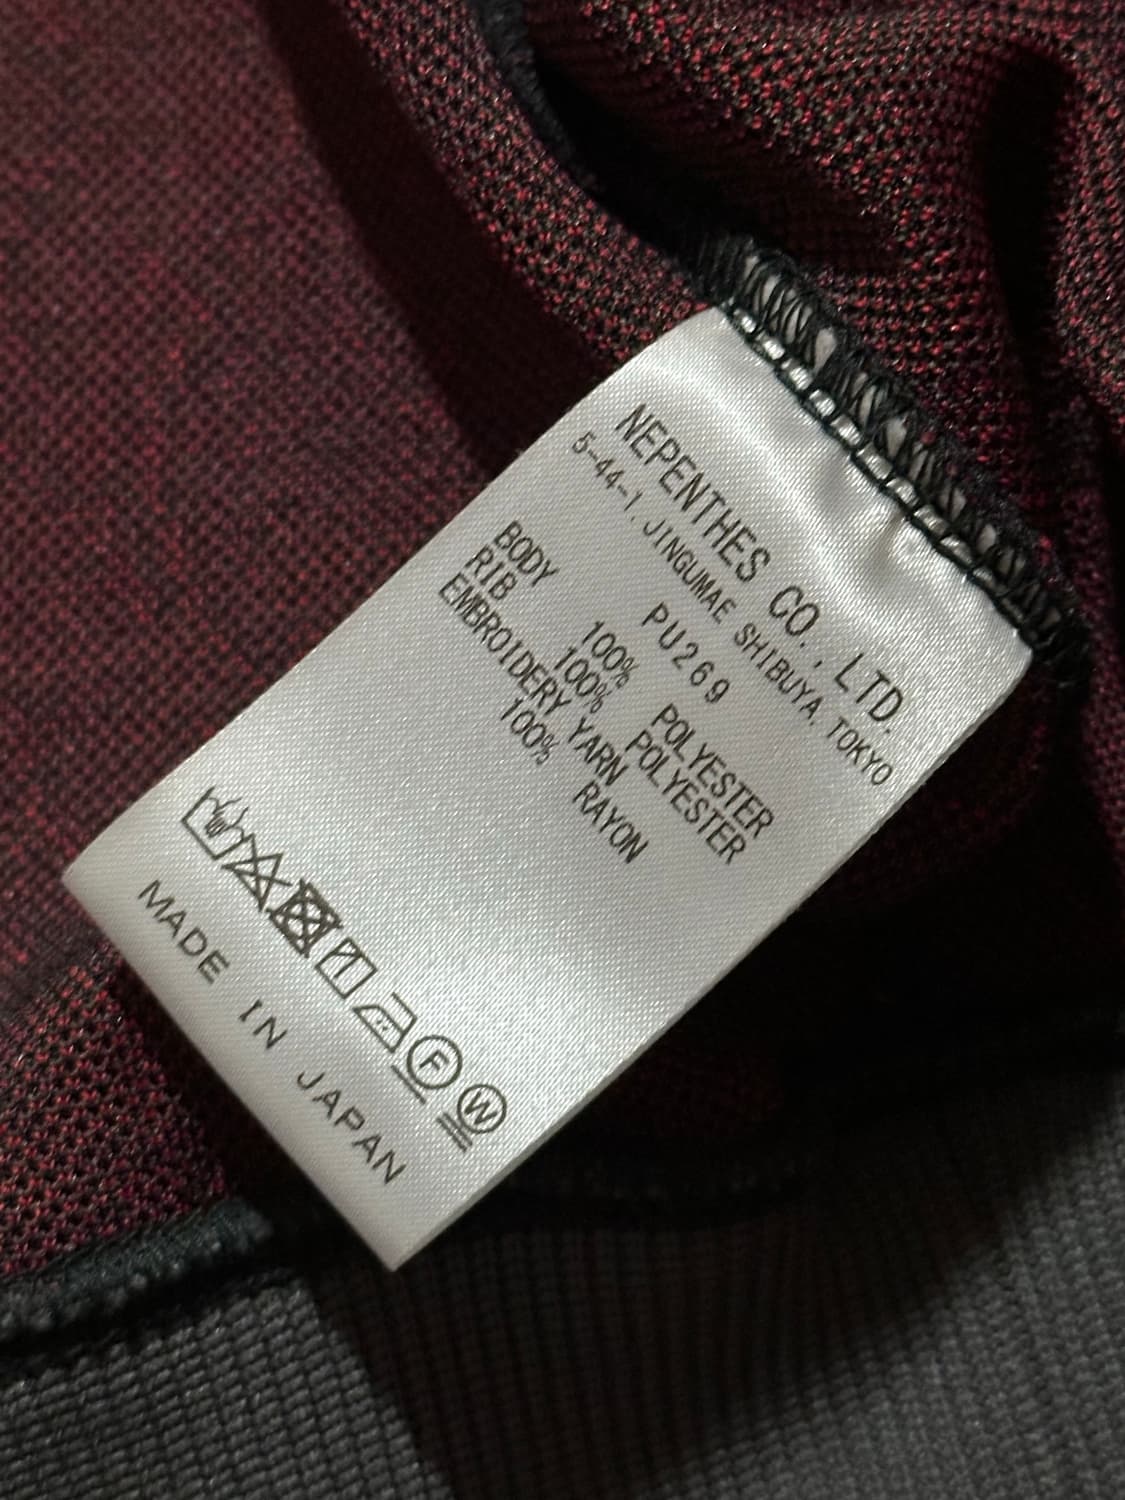 NEPENTHES CO., LTD.
5-44-1, JINGUMAE SHIBUYA, TOKYO
PU269
BODY 100% POLYESTER
RIB 100% POLYESTER
EMBROIDERY YARN
100% RAYON
F W
MADE IN JAPAN